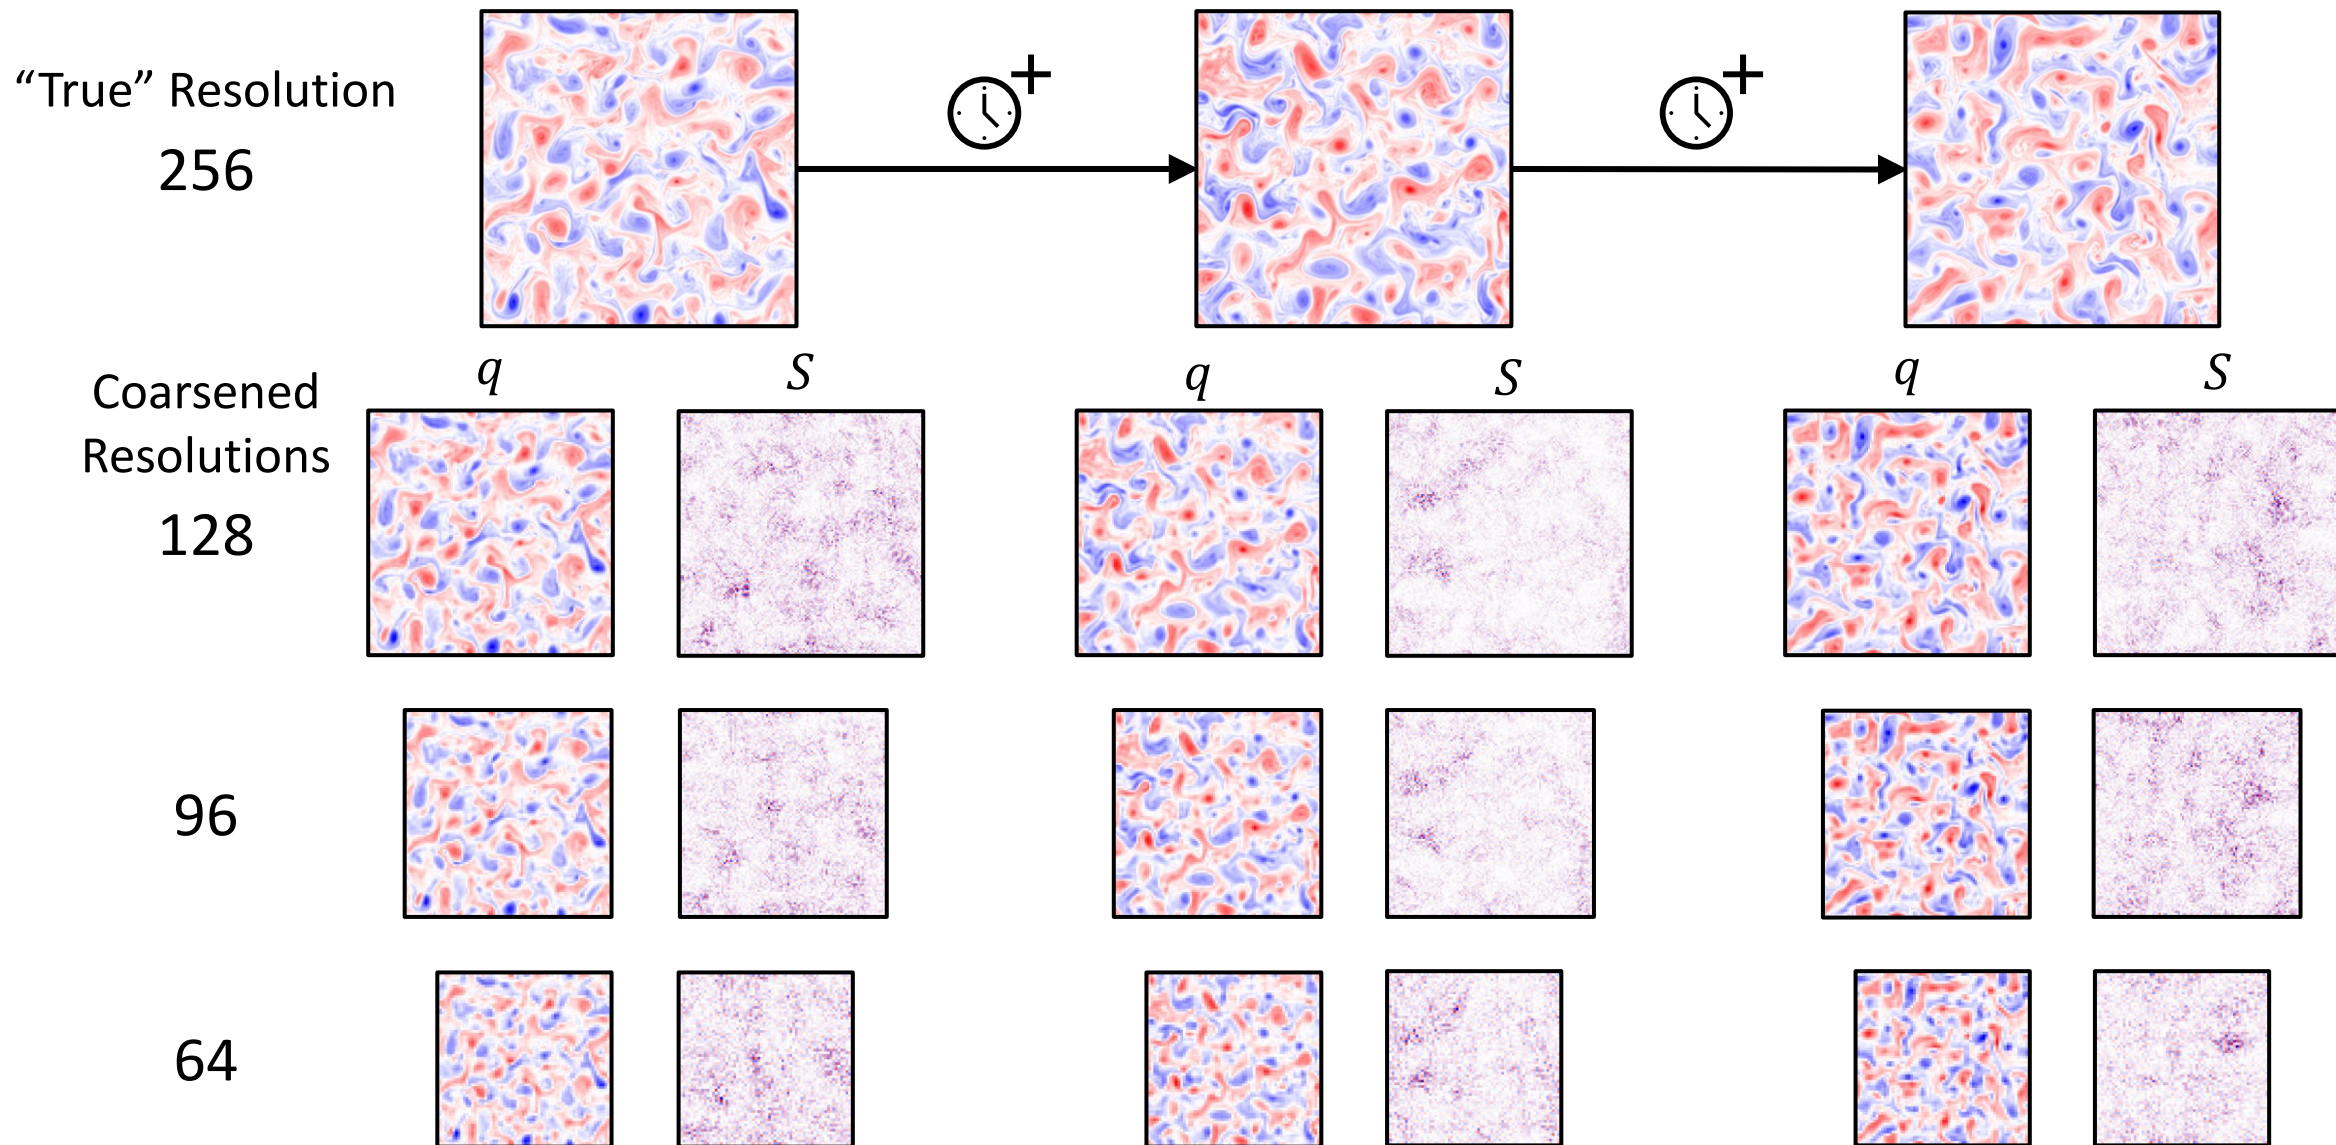 “True” Resolution
256
q S q S q S
Coarsened
Resolutions
128
96
64